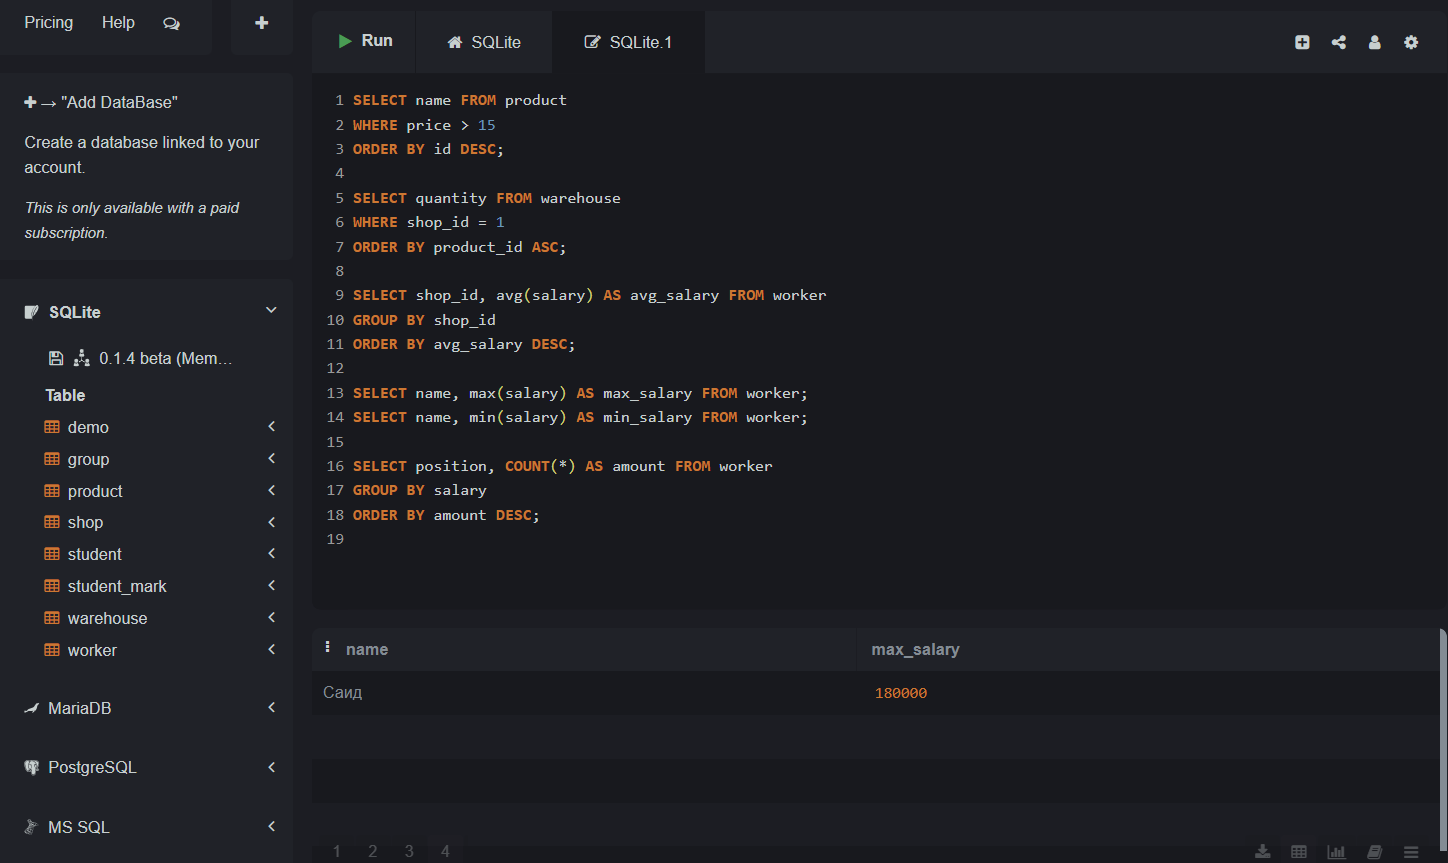 Pricing Help
Run SQLite SQLite.1
→ "Add DataBase"
Create a database linked to your
account.
This is only available with a paid
subscription.
SQLite
0.1.4 beta (Mem...
Table
demo
group
product
shop
student
student_mark
warehouse
worker
MariaDB
PostgreSQL
MS SQL
1 SELECT name FROM product
2 WHERE price > 15
3 ORDER BY id DESC;
4
5 SELECT quantity FROM warehouse
6 WHERE shop_id = 1
7 ORDER BY product_id ASC;
8
9 SELECT shop_id, avg(salary) AS avg_salary FROM worker
10 GROUP BY shop_id
11 ORDER BY avg_salary DESC;
12
13 SELECT name, max(salary) AS max_salary FROM worker;
14 SELECT name, min(salary) AS min_salary FROM worker;
15
16 SELECT position, COUNT(*) AS amount FROM worker
17 GROUP BY salary
18 ORDER BY amount DESC;
19
name max_salary
Саид 180000
1 2 3 4